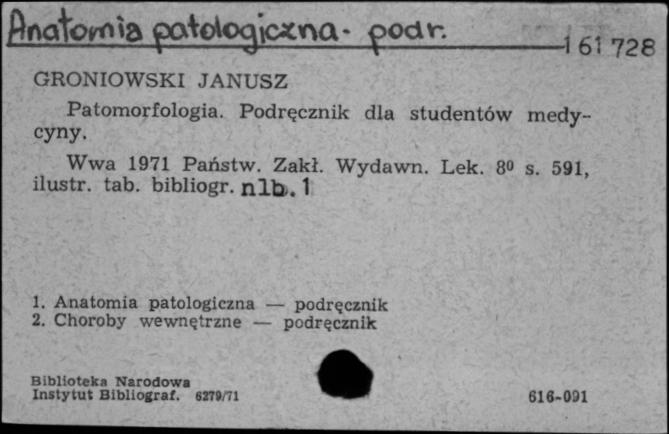 Anatomia patologiczna - podr.
161 728
GRONIOWSKI JANUSZ
Patomorfologia. Podręcznik dla studentów medy-
cyny.
Wwa 1971 Państw. Zakł. Wydawn. Lek. 8⁰ s. 591,
ilustr. tab. bibliogr. nlb. 1
1. Anatomia patologiczna — podręcznik
2. Choroby wewnętrzne — podręcznik
Biblioteka Narodowa
Instytut Bibliograf. 6279/71
616-091